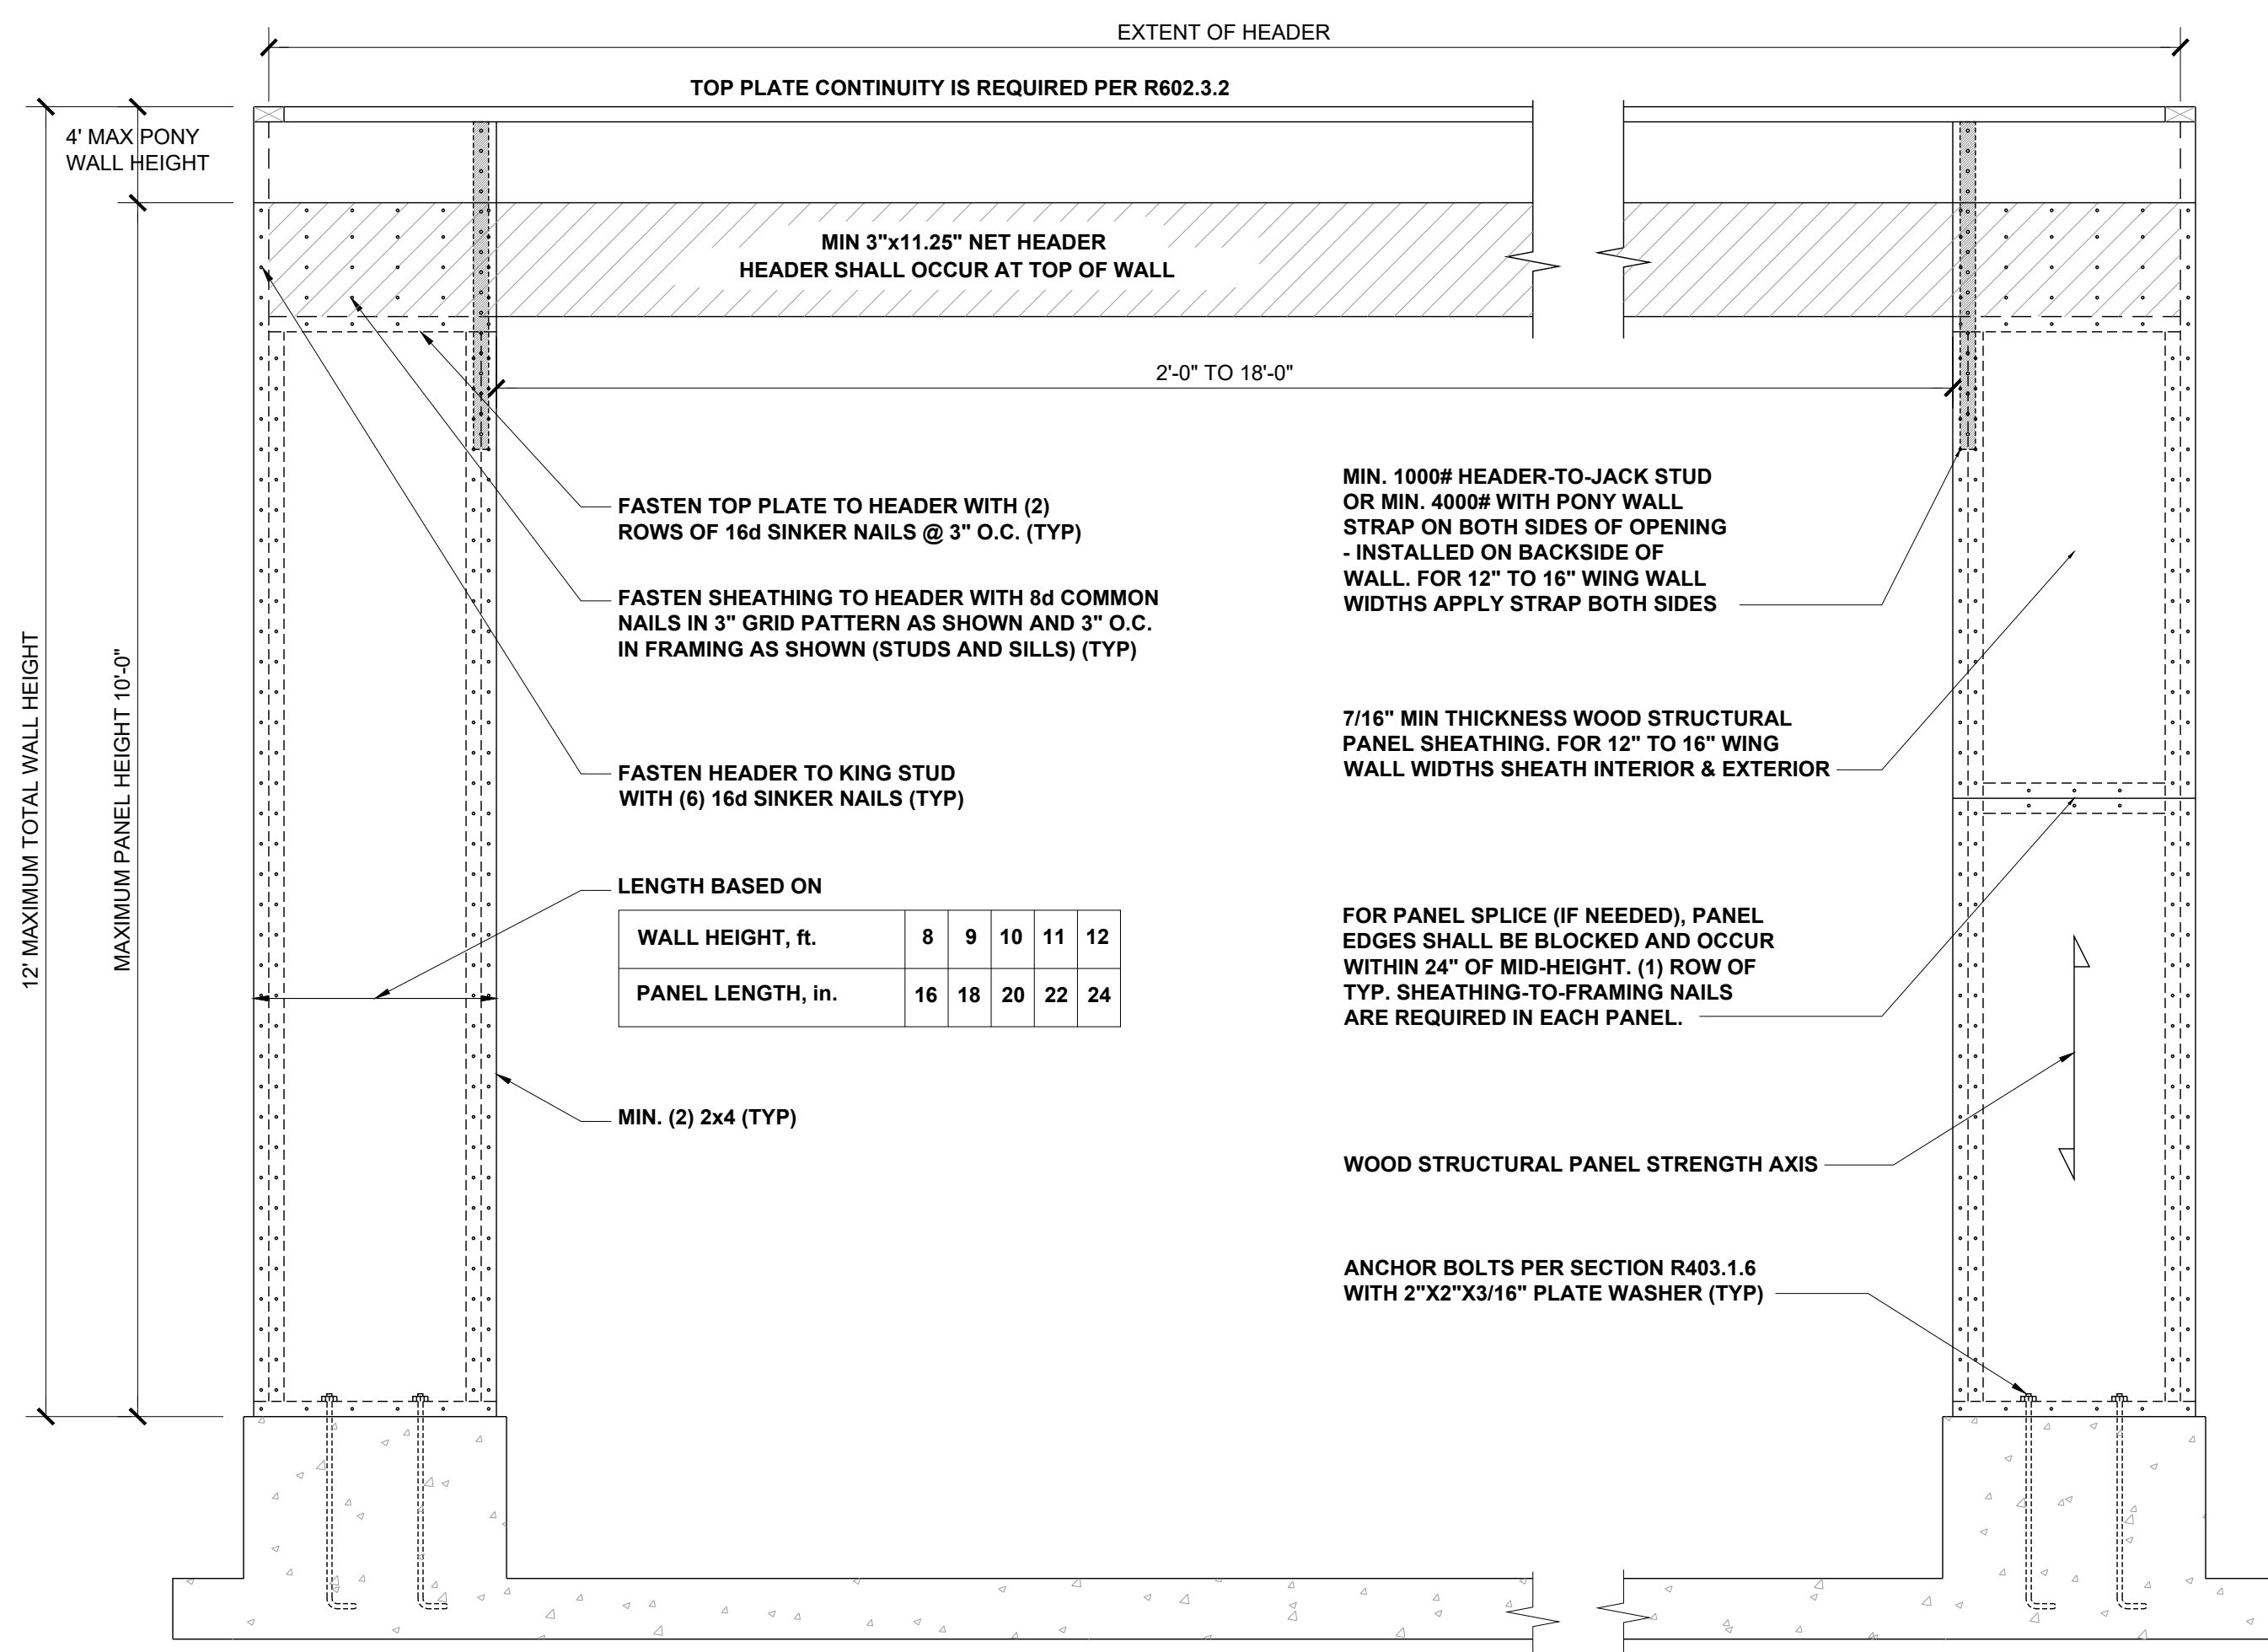 EXTENT OF HEADER
TOP PLATE CONTINUITY IS REQUIRED PER R602.3.2
4' MAX PONY
WALL HEIGHT
MIN 3"x11.25" NET HEADER
HEADER SHALL OCCUR AT TOP OF WALL
2'-0" TO 18'-0"
12' MAXIMUM TOTAL WALL HEIGHT
MAXIMUM PANEL HEIGHT 10'-0"
FASTEN TOP PLATE TO HEADER WITH (2)
ROWS OF 16d SINKER NAILS @ 3" O.C. (TYP)
FASTEN SHEATHING TO HEADER WITH 8d COMMON
NAILS IN 3" GRID PATTERN AS SHOWN AND 3" O.C.
IN FRAMING AS SHOWN (STUDS AND SILLS) (TYP)
FASTEN HEADER TO KING STUD
WITH (6) 16d SINKER NAILS (TYP)
LENGTH BASED ON
WALL HEIGHT, ft. 8 9 10 11 12
PANEL LENGTH, in. 16 18 20 22 24
MIN. (2) 2x4 (TYP)
MIN. 1000# HEADER-TO-JACK STUD
OR MIN. 4000# WITH PONY WALL
STRAP ON BOTH SIDES OF OPENING
- INSTALLED ON BACKSIDE OF
WALL. FOR 12" TO 16" WING WALL
WIDTHS APPLY STRAP BOTH SIDES
7/16" MIN THICKNESS WOOD STRUCTURAL
PANEL SHEATHING. FOR 12" TO 16" WING
WALL WIDTHS SHEATH INTERIOR & EXTERIOR
FOR PANEL SPLICE (IF NEEDED), PANEL
EDGES SHALL BE BLOCKED AND OCCUR
WITHIN 24" OF MID-HEIGHT. (1) ROW OF
TYP. SHEATHING-TO-FRAMING NAILS
ARE REQUIRED IN EACH PANEL.
WOOD STRUCTURAL PANEL STRENGTH AXIS
ANCHOR BOLTS PER SECTION R403.1.6
WITH 2"X2"X3/16" PLATE WASHER (TYP)